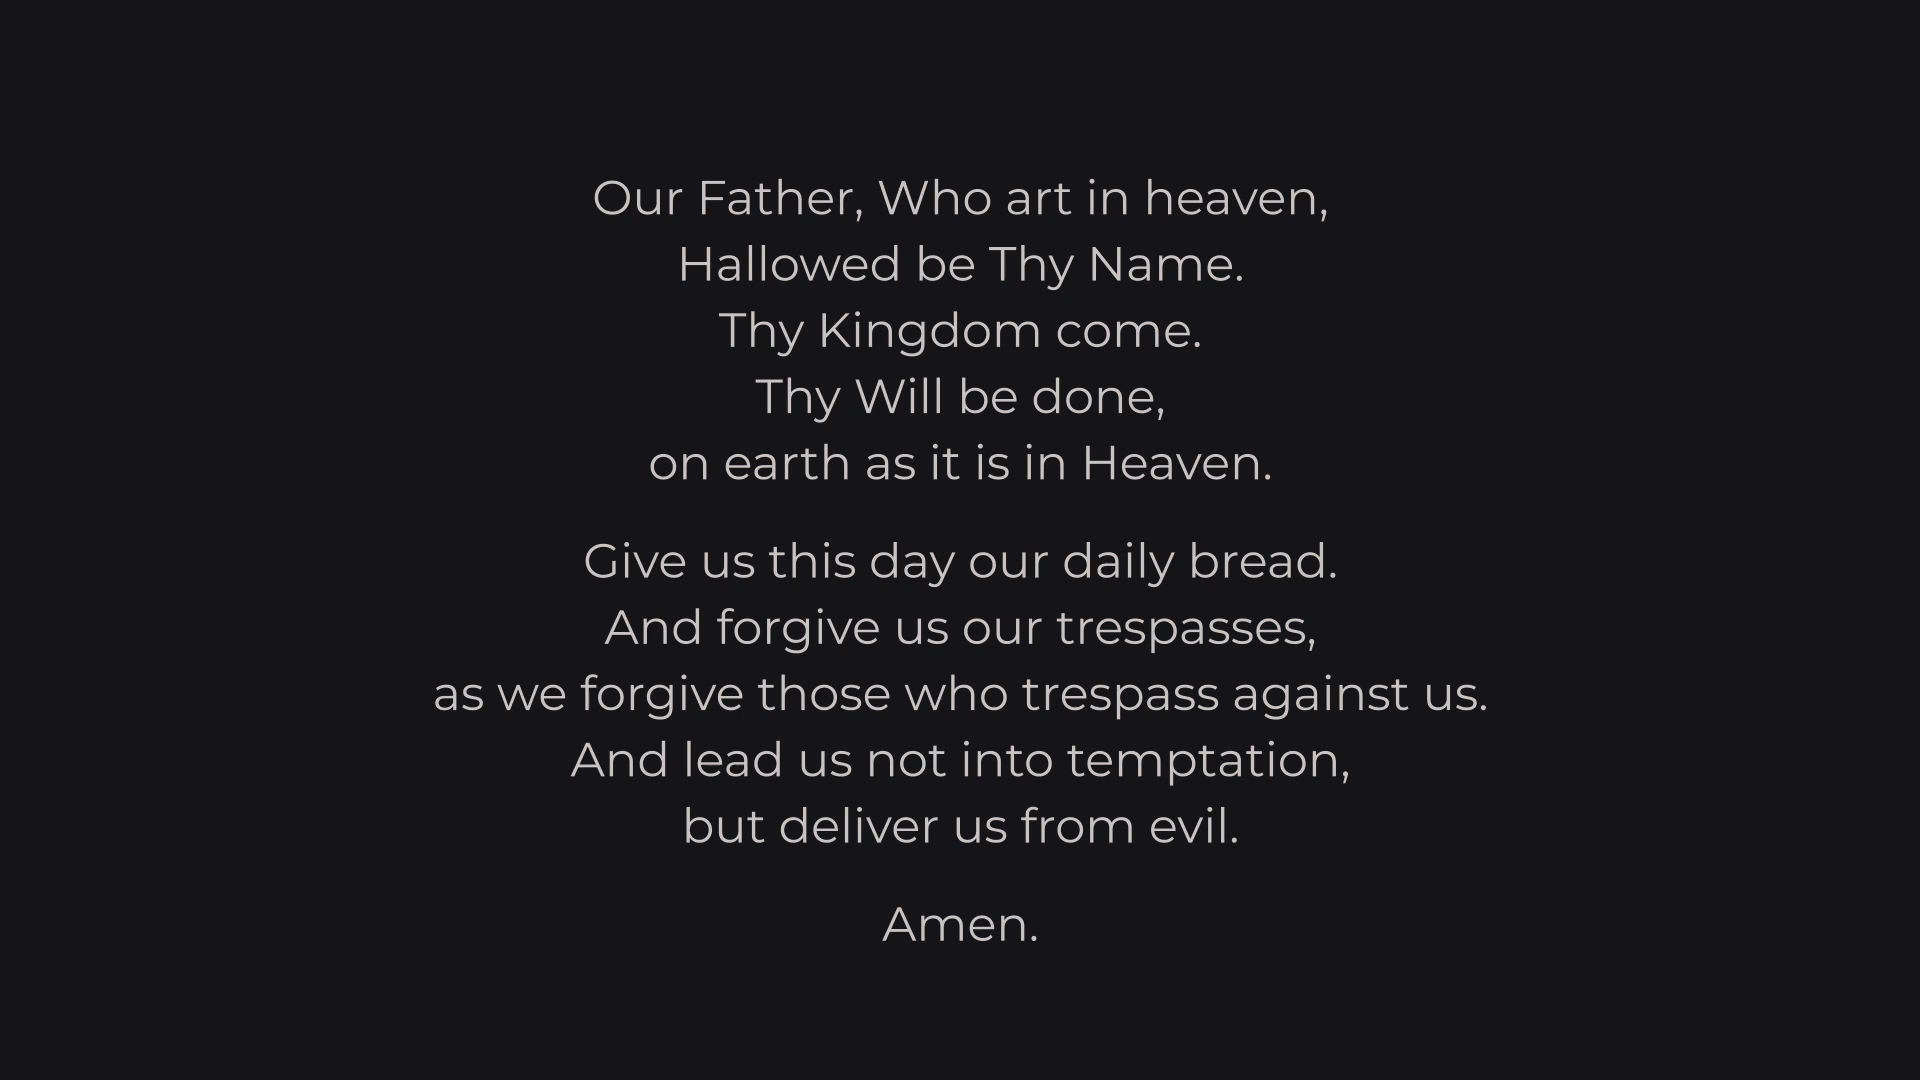 Our Father, Who art in heaven,
Hallowed be Thy Name.
Thy Kingdom come.
Thy Will be done,
on earth as it is in Heaven.
Give us this day our daily bread.
And forgive us our trespasses,
as we forgive those who trespass against us.
And lead us not into temptation,
but deliver us from evil.
Amen.